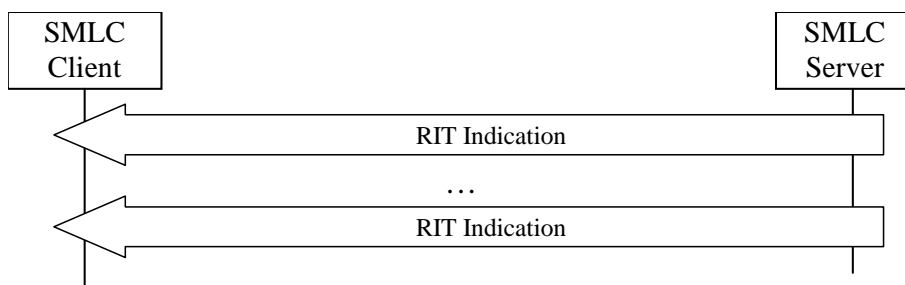 SMLC
Client
SMLC
Server
RIT Indication
…
RIT Indication